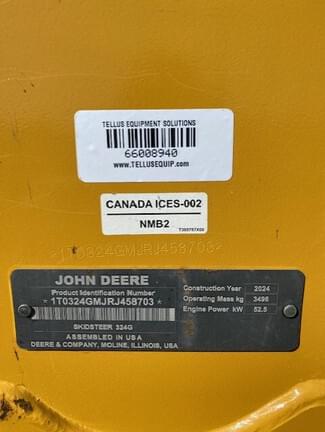 TELLUS EQUIPMENT SOLUTIONS
66008940
WWW.TELLUSEQUIP.COM
CANADA ICES-002
NMB2
T350757X00
*1T0324GMJRJ458703*
JOHN DEERE
Product Identification Number
*1T0324GMJRJ458703*
SKIDSTEER 324G
ASSEMBLED IN USA
DEERE & COMPANY, MOLINE, ILLINOIS, USA
Construction Year 2024
Operating Mass kg 3496
Engine Power kW 52.5